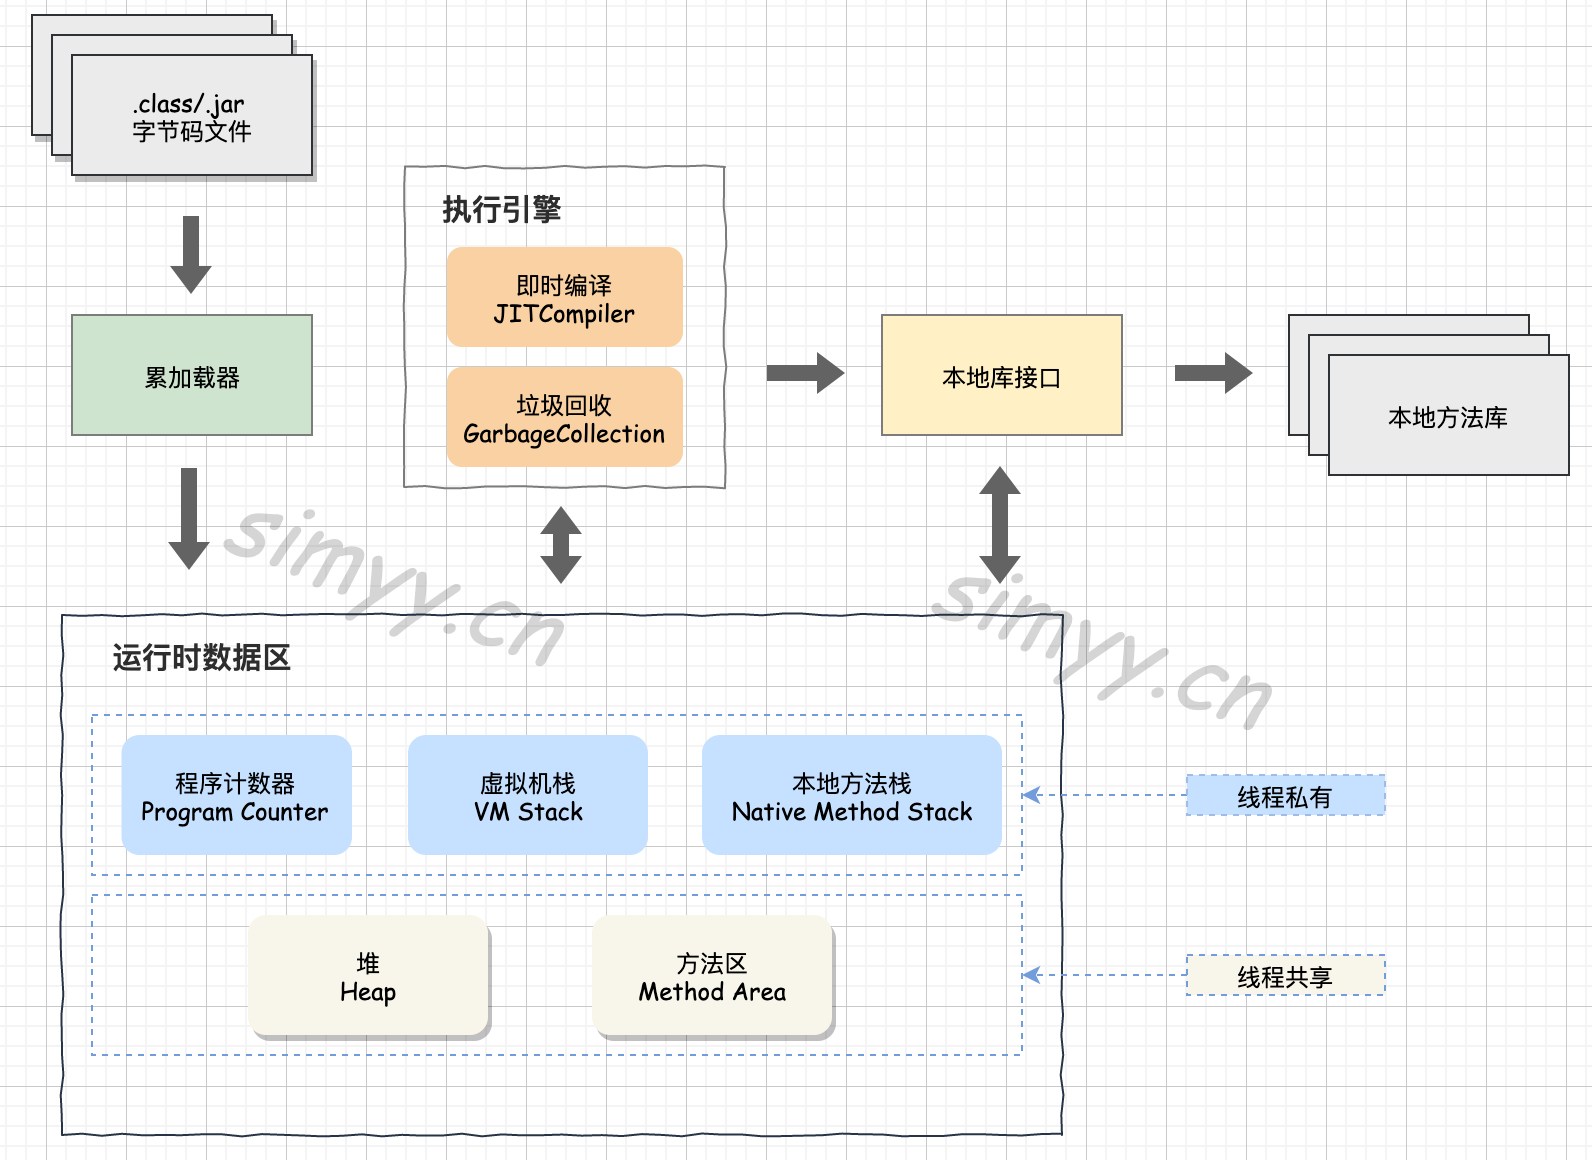 .class/.jar
字节码文件
执行引擎
即时编译
JITCompiler
垃圾回收
GarbageCollection
累加载器
本地库接口
本地方法库
simyy.cn
simyy.cn
运行时数据区
程序计数器
Program Counter
虚拟机栈
VM Stack
本地方法栈
Native Method Stack
线程私有
堆
Heap
方法区
Method Area
线程共享